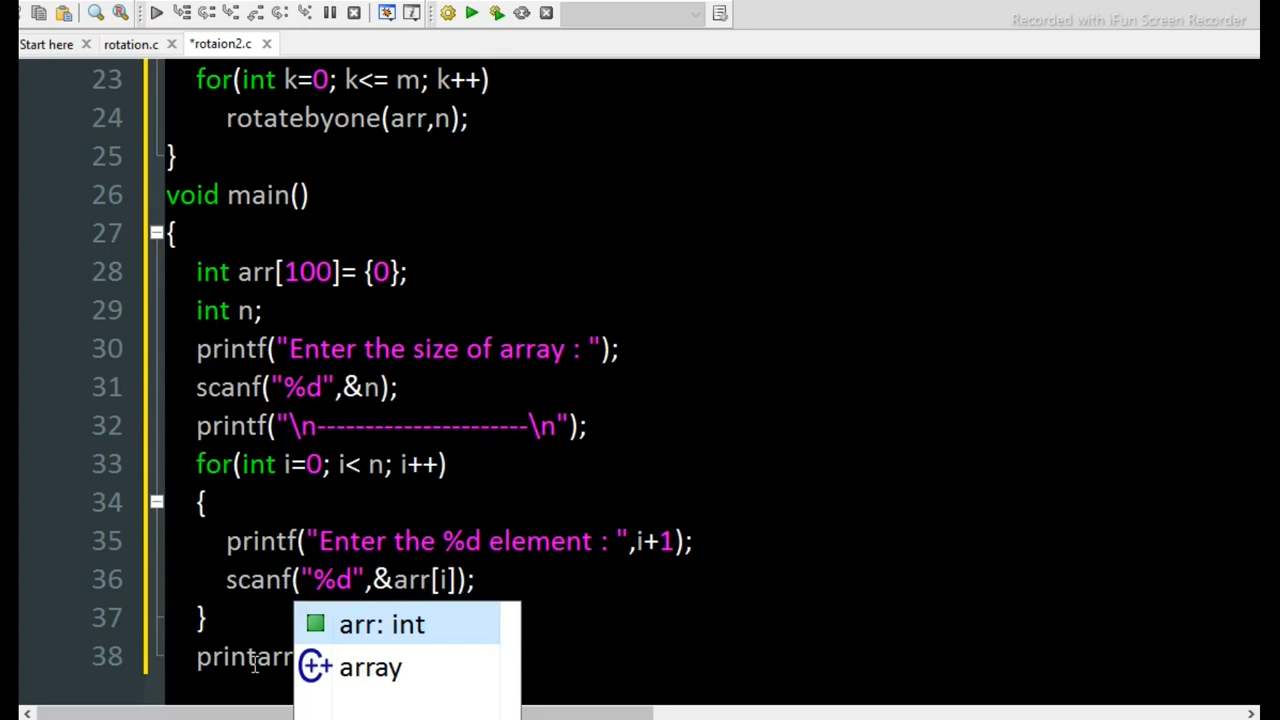 Recorded with iFun Screen Recorder
Start here rotation.c *rotaion2.c
23 for(int k=0; k<= m; k++)
24 rotatebyone(arr,n);
25 }
26 void main()
27 {
28 int arr[100]= {0};
29 int n;
30 printf("Enter the size of array : ");
31 scanf("%d",&n);
32 printf("\n----------------------\n");
33 for(int i=0; i< n; i++)
34 {
35 printf("Enter the %d element : ",i+1);
36 scanf("%d",&arr[i]);
37 }
arr: int
38 printarr
C++ array